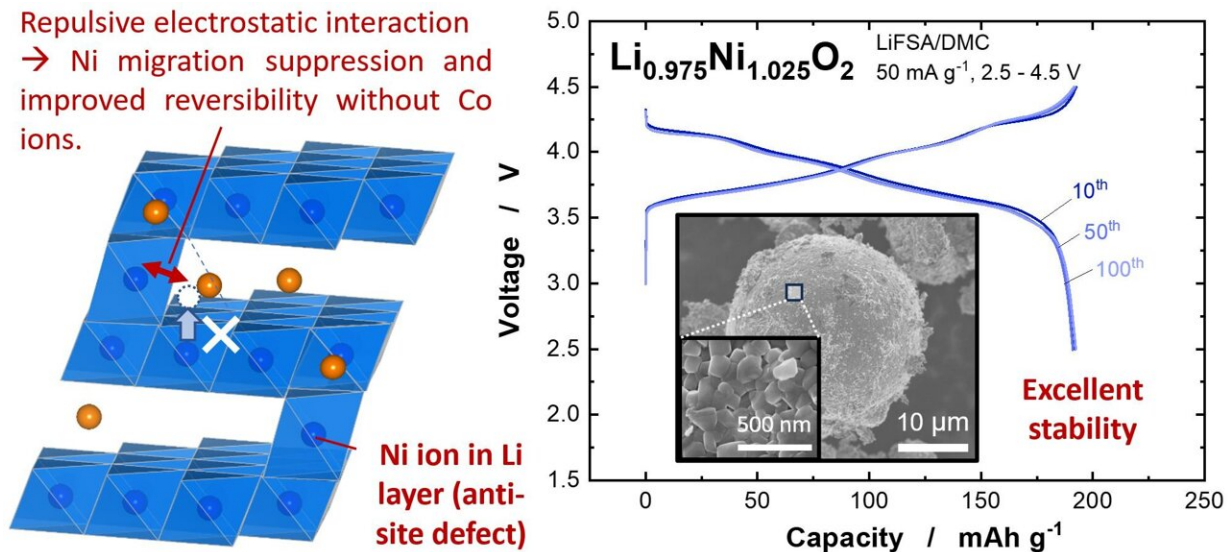 Repulsive electrostatic interaction
→ Ni migration suppression and
improved reversibility without Co
ions.
Ni ion in Li
layer (anti-
site defect)
Voltage / V
5.0
4.5
4.0
3.5
3.0
2.5
2.0
1.5
Li0.975Ni1.025O2
LiFSA/DMC
50 mA g-1, 2.5 - 4.5 V
10th
50th
100th
500 nm
10 μm
Excellent
stability
0 50 100 150 200 250
Capacity / mAh g-1